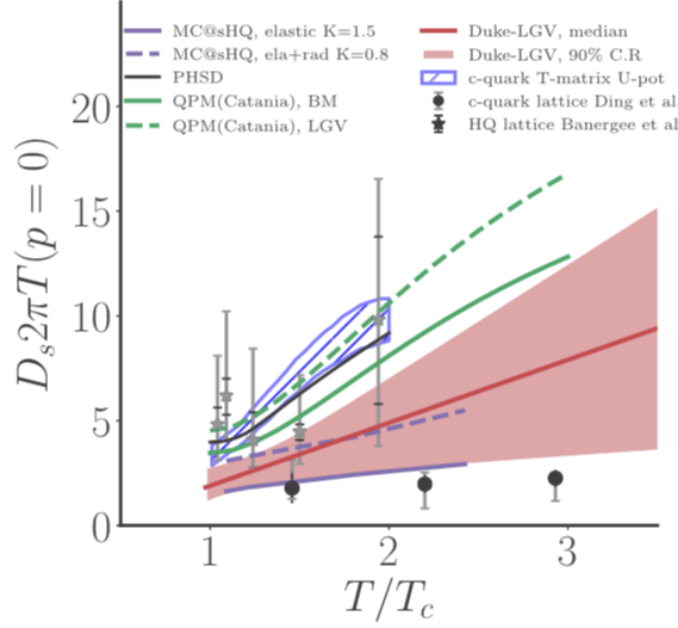 MC@sHQ, elastic K=1.5
MC@sHQ, ela+rad K=0.8
PHSD
QPM(Catania), BM
QPM(Catania), LGV
Duke-LGV, median
Duke-LGV, 90% C.R
c-quark T-matrix U-pot
c-quark lattice Ding et al
HQ lattice Banergee et al
D_s2πT(p = 0)
20
15
10
5
0
1
2
3
T/T_c